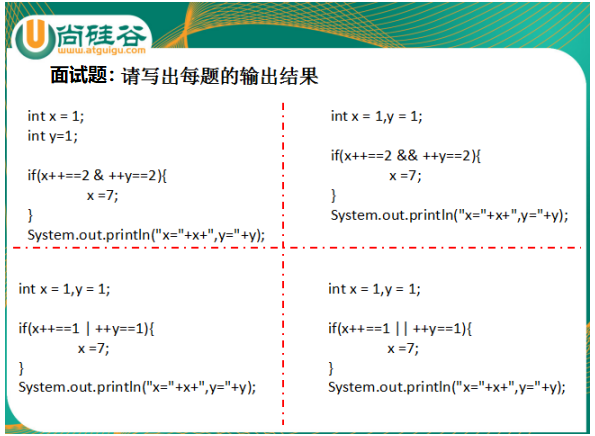 尚硅谷
www.atguigu.com
面试题：请写出每题的输出结果
int x = 1;
int y=1;
if(x++==2 & ++y==2){
x =7;
}
System.out.println("x="+x+",y="+y);
int x = 1,y = 1;
if(x++==2 && ++y==2){
x =7;
}
System.out.println("x="+x+",y="+y);
int x = 1,y = 1;
if(x++==1 | ++y==1){
x =7;
}
System.out.println("x="+x+",y="+y);
int x = 1,y = 1;
if(x++==1 || ++y==1){
x =7;
}
System.out.println("x="+x+",y="+y);